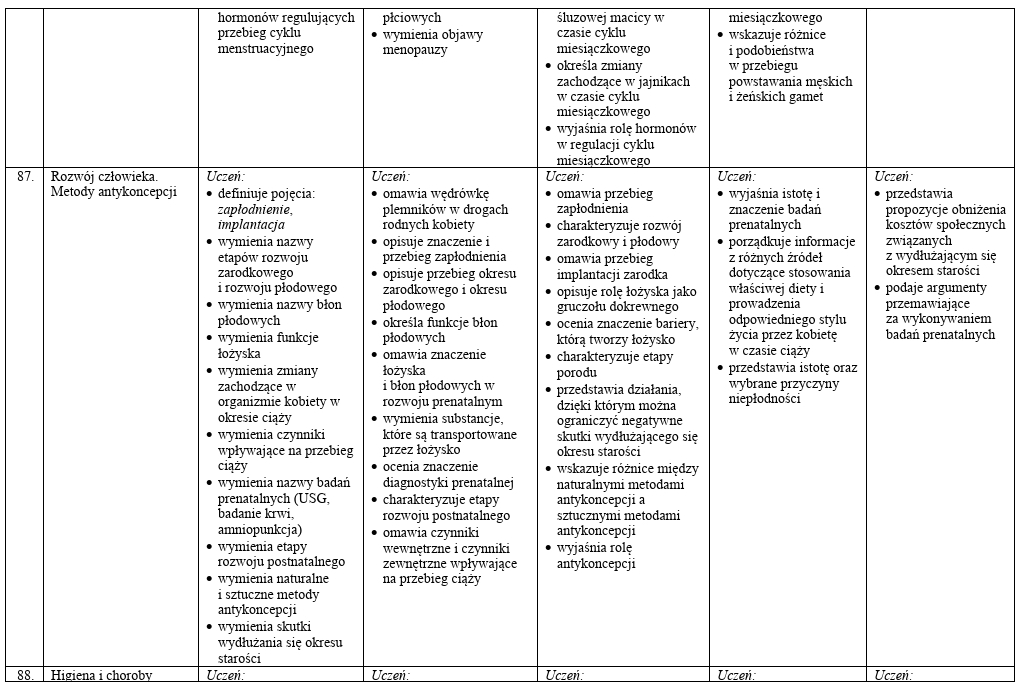 hormonów regulujących
przebieg cyklu
menstruacyjnego
płciowych
• wymienia objawy
menopauzy
śluzowej macicy w
czasie cyklu
miesiączkowego
• określa zmiany
zachodzące w jajnikach
w czasie cyklu
miesiączkowego
• wyjaśnia rolę hormonów
w regulacji cyklu
miesiączkowego
miesiączkowego
• wskazuje różnice
i podobieństwa
w przebiegu
powstawania męskich
i żeńskich gamet
87.
Rozwój człowieka.
Metody antykoncepcji
Uczeń:
• definiuje pojęcia:
zapłodnienie,
implantacja
• wymienia nazwy
etapów rozwoju
zarodkowego
i rozwoju płodowego
• wymienia nazwy błon
płodowych
• wymienia funkcje
łożyska
• wymienia zmiany
zachodzące w
organizmie kobiety w
okresie ciąży
• wymienia czynniki
wpływające na przebieg
ciąży
• wymienia nazwy badań
prenatalnych (USG,
badanie krwi,
amniopunkcja)
• wymienia etapy
rozwoju postnatalnego
• wymienia naturalne
i sztuczne metody
antykoncepcji
• wymienia skutki
wydłużania się okresu
starości
Uczeń:
• omawia wędrówkę
plemników w drogach
rodnych kobiety
• opisuje znaczenie i
przebieg zapłodnienia
• opisuje przebieg okresu
zarodkowego i okresu
płodowego
• określa funkcje błon
płodowych
• omawia znaczenie
łożyska
i błon płodowych w
rozwoju prenatalnym
• wymienia substancje,
które są transportowane
przez łożysko
• ocenia znaczenie
diagnostyki prenatalnej
• charakteryzuje etapy
rozwoju postnatalnego
• omawia czynniki
wewnętrzne i czynniki
zewnętrzne wpływające
na przebieg ciąży
Uczeń:
• omawia przebieg
zapłodnienia
• charakteryzuje rozwój
zarodkowy i płodowy
• omawia przebieg
implantacji zarodka
• opisuje rolę łożyska jako
gruczołu dokrewnego
• ocenia znaczenie bariery,
którą tworzy łożysko
• charakteryzuje etapy
porodu
• przedstawia działania,
dzięki którym można
ograniczyć negatywne
skutki wydłużającego się
okresu starości
• wskazuje różnice między
naturalnymi metodami
antykoncepcji a
sztucznymi metodami
antykoncepcji
• wyjaśnia rolę
antykoncepcji
Uczeń:
• wyjaśnia istotę i
znaczenie badań
prenatalnych
• porządkuje informacje
z różnych źródeł
dotyczące stosowania
właściwej diety i
prowadzenia
odpowiedniego stylu
życia przez kobietę
w czasie ciąży
• przedstawia istotę oraz
wybrane przyczyny
niepłodności
Uczeń:
• przedstawia
propozycje obniżenia
kosztów społecznych
związanych
z wydłużającym się
okresem starości
• podaje argumenty
przemawiające
za wykonywaniem
badań prenatalnych
88.
Higiena i choroby
Uczeń:
Uczeń:
Uczeń:
Uczeń:
Uczeń: